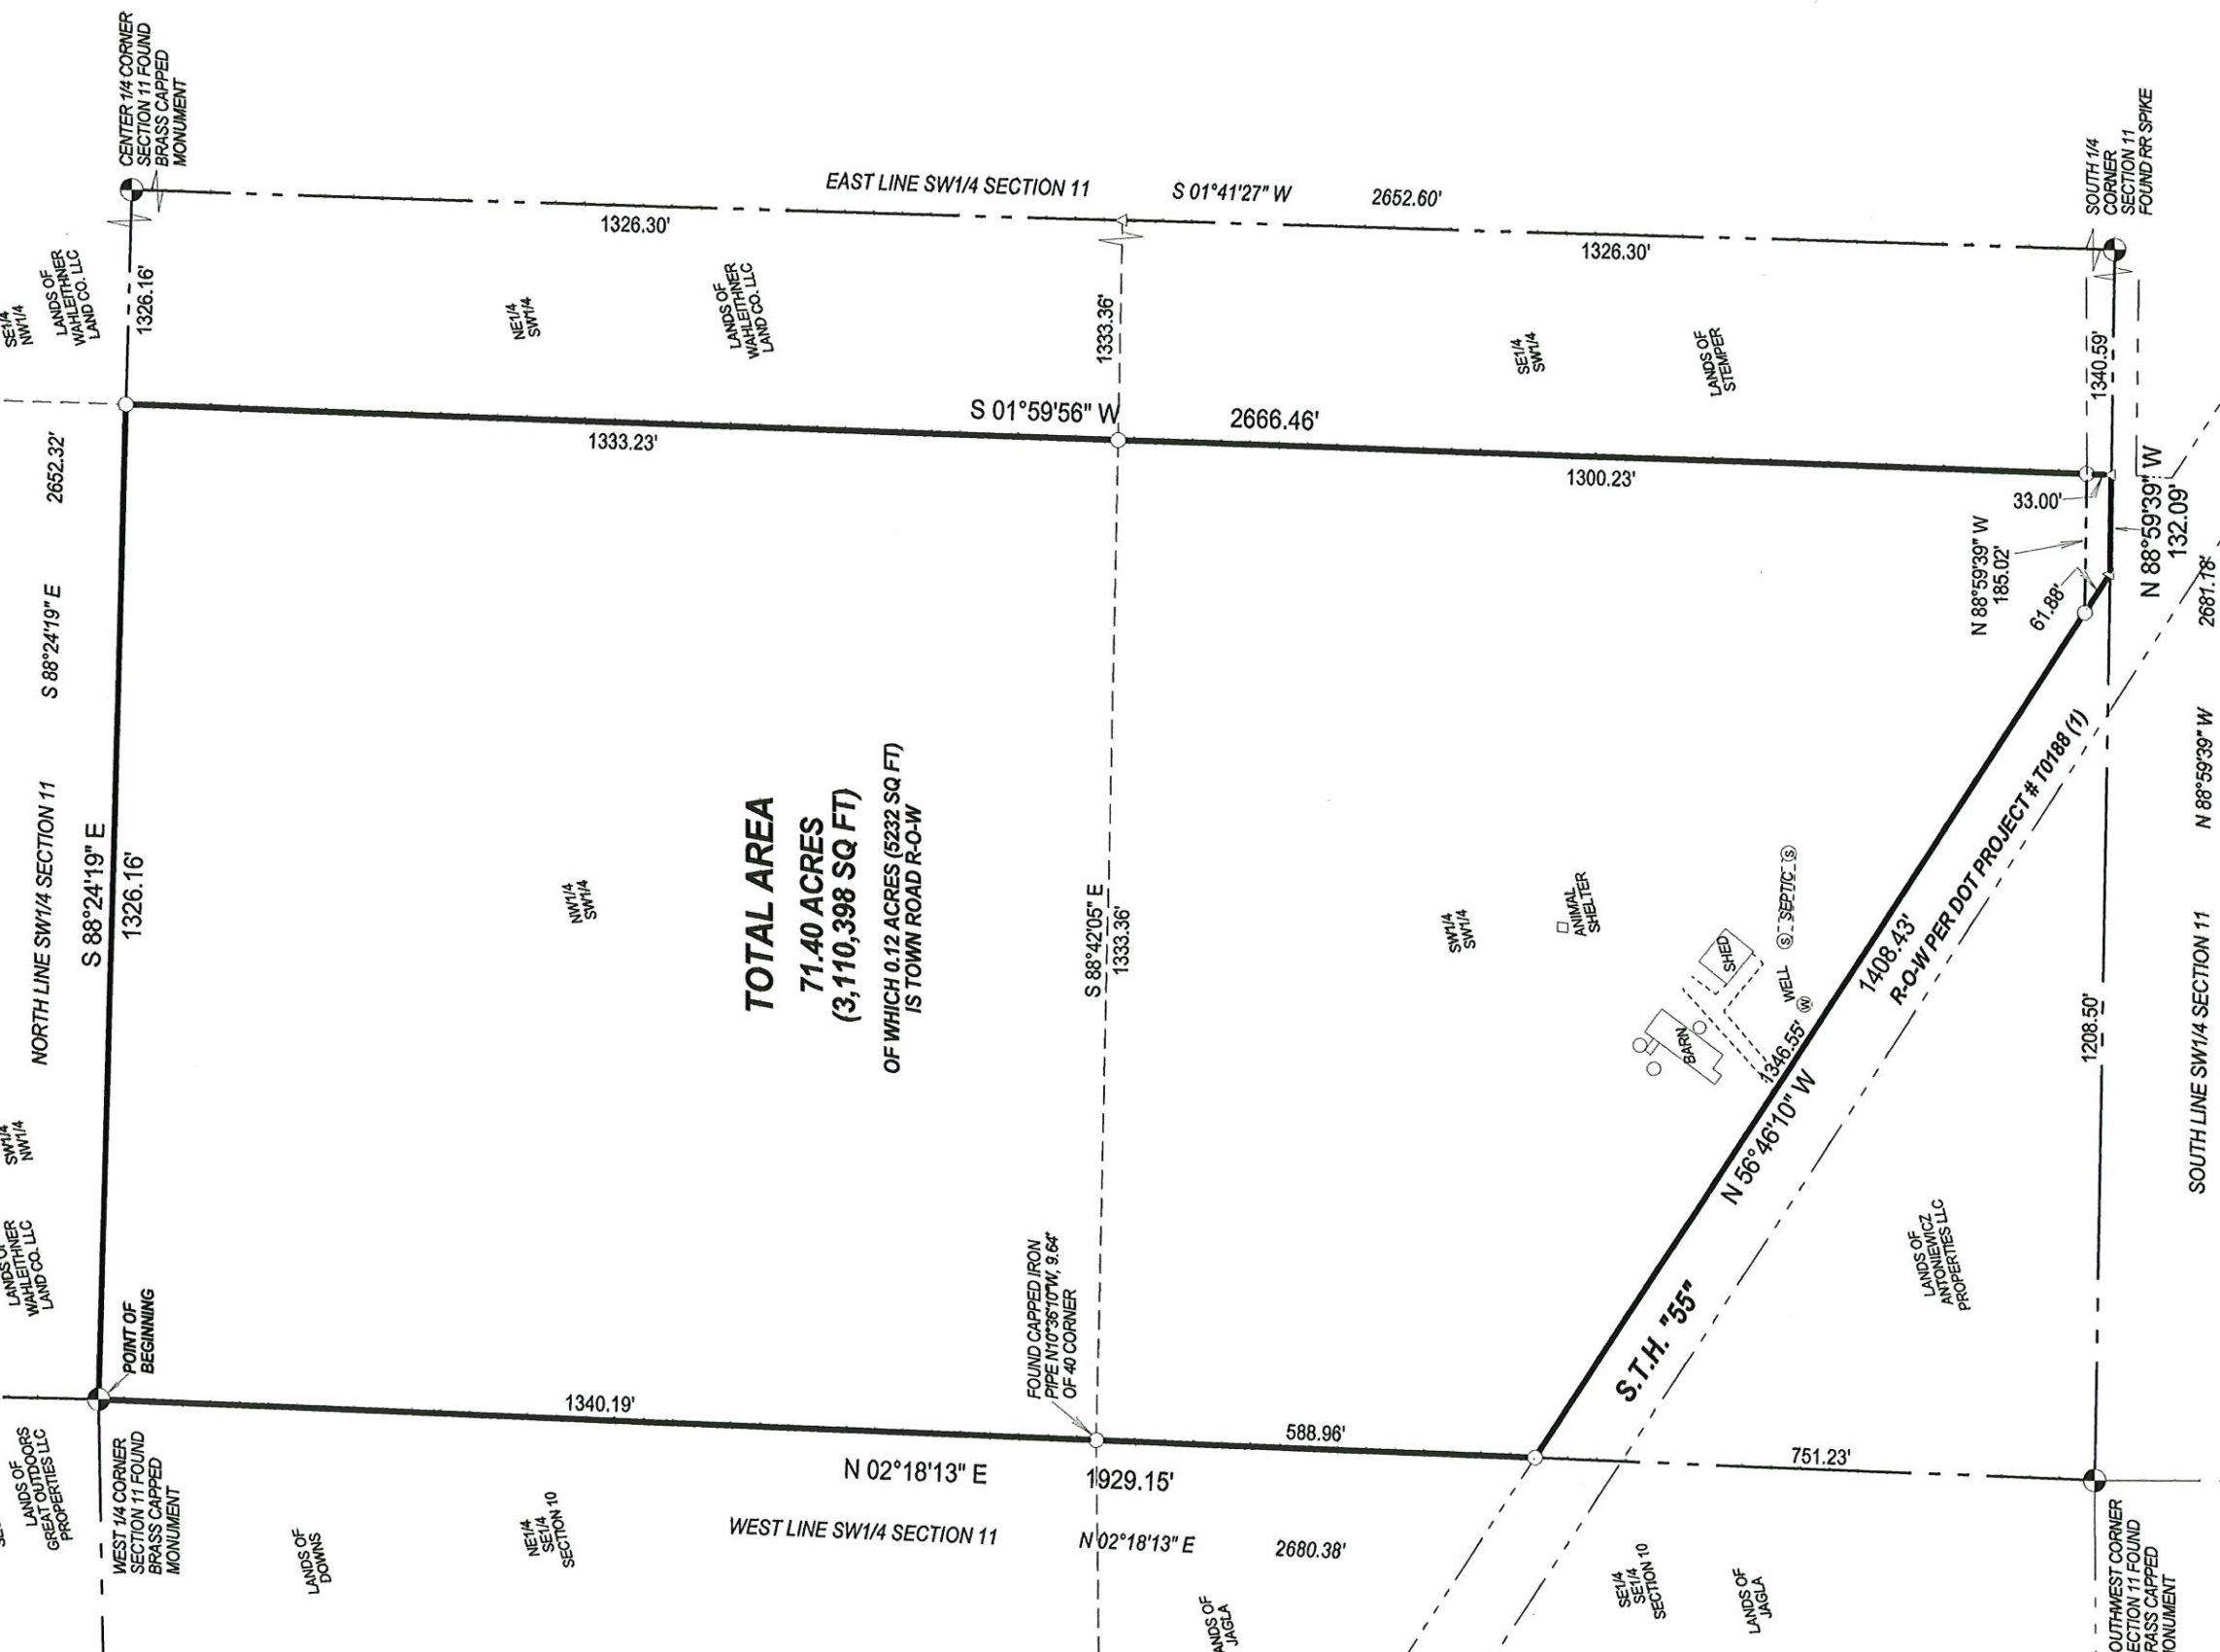 CENTER 1/4 CORNER
SECTION 11 FOUND
BRASS CAPPED
MONUMENT
SOUTH 1/4
CORNER
SECTION 11
FOUND RR SPIKE
EAST LINE SW1/4 SECTION 11
S 01°41'27" W
2652.60'
1326.30'
1326.30'
SE1/4
NW1/4
LANDS OF
WAHLEITHNER
LAND CO. LLC
1326.16'
NE1/4
SW1/4
LANDS OF
WAHLEITHNER
LAND CO. LLC
1333.36'
SE1/4
SW1/4
LANDS OF
STEMPER
1340.59'
S 01°59'56" W
2666.46'
1333.23'
1300.23'
33.00'
N 88°59'39" W
132.09'
N 88°59'39" W
185.02'
61.88'
2652.32'
S 88°24'19" E
NORTH LINE SW1/4 SECTION 11
S 88°24'19" E
1326.16'
NW1/4
SW1/4
TOTAL AREA
71.40 ACRES
(3,110,398 SQ FT)
OF WHICH 0.12 ACRES (5232 SQ FT)
IS TOWN ROAD R-O-W
S 88°42'05" E
1333.36'
SW1/4
SW1/4
ANIMAL
SHELTER
S
SEPTIC
S
SHED
WELL
W
BARN
1346.55'
1408.43'
N 56°46'10" W
R-O-W PER DOT PROJECT # T0188 (1)
S.T.H. "55"
2681.18'
N 88°59'39" W
SOUTH LINE SW1/4 SECTION 11
1208.50'
LANDS OF
ANTONIEWICZ
PROPERTIES LLC
SW1/4
NW1/4
LANDS OF
WAHLEITHNER
LAND CO. LLC
POINT OF
BEGINNING
FOUND CAPPED IRON
PIPE N10°36'10"W, 9.64'
OF 40 CORNER
1340.19'
588.96'
751.23'
N 02°18'13" E
1929.15'
WEST LINE SW1/4 SECTION 11
N 02°18'13" E
2680.38'
LANDS OF
GREAT OUTDOORS
PROPERTIES LLC
WEST 1/4 CORNER
SECTION 11 FOUND
BRASS CAPPED
MONUMENT
LANDS OF
DOWNS
NE1/4
SE1/4
SECTION 10
ANDS OF
JAGLA
SE1/4
SE1/4
SECTION 10
LANDS OF
JAGLA
OUTHWEST CORNER
ECTION 11 FOUND
RASS CAPPED
ONUMENT